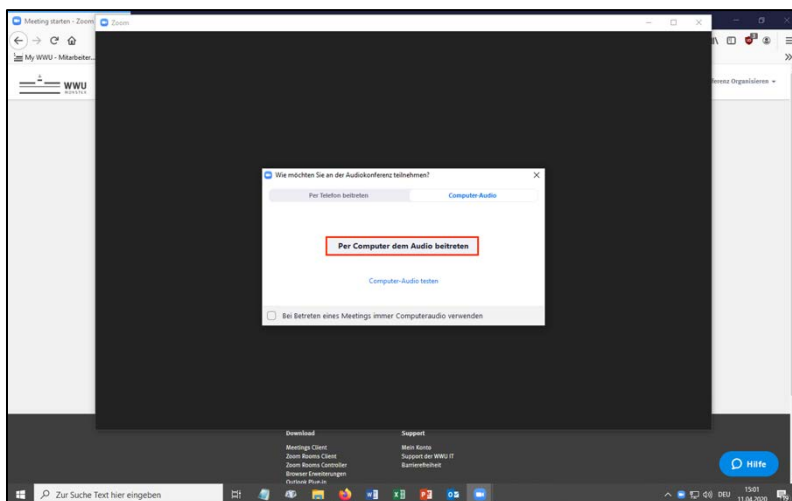 Meeting starten - Zoom
Zoom
My WWU - Mitarbeiter...
WWU
MÜNSTER
ferenz Organisieren
Wie möchten Sie an der Audiokonferenz teilnehmen?
Per Telefon beitreten
Computer-Audio
Per Computer dem Audio beitreten
Computer-Audio testen
Bei Betreten eines Meetings immer Computeraudio verwenden
Download
Support
Meetings Client
Mein Konto
Zoom Rooms Client
Support der WWU IT
Zoom Rooms Controller
Barrierefreiheit
Browser Erweiterungen
Outlook Plug-in
Hilfe
Zur Suche Text hier eingeben
DEU
15:01
11.04.2020